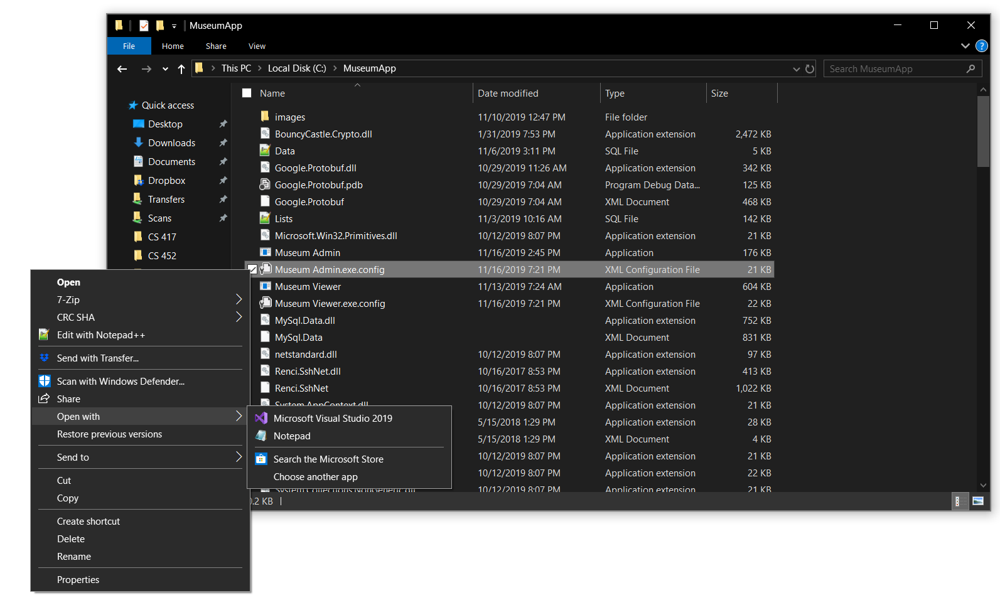 MuseumApp
File Home Share View
This PC > Local Disk (C:) > MuseumApp
Search MuseumApp
Quick access
Desktop
Downloads
Documents
Dropbox
Transfers
Scans
CS 417
CS 452
Name Date modified Type Size
images 11/10/2019 12:47 PM File folder
BouncyCastle.Crypto.dll 1/31/2019 7:53 PM Application extension 2,472 KB
Data 11/6/2019 3:11 PM SQL File 5 KB
Google.Protobuf.dll 10/29/2019 11:26 AM Application extension 342 KB
Google.Protobuf.pdb 10/29/2019 7:04 AM Program Debug Data... 125 KB
Google.Protobuf 10/29/2019 7:04 AM XML Document 468 KB
Lists 11/3/2019 10:16 AM SQL File 142 KB
Microsoft.Win32.Primitives.dll 10/12/2019 8:07 PM Application extension 21 KB
Museum Admin 11/16/2019 2:45 PM Application 176 KB
Museum Admin.exe.config 11/16/2019 7:21 PM XML Configuration File 21 KB
Museum Viewer 11/13/2019 7:24 AM Application 604 KB
Museum Viewer.exe.config 11/16/2019 7:21 PM XML Configuration File 22 KB
MySql.Data.dll Application extension 752 KB
MySql.Data XML Document 831 KB
netstandard.dll 10/12/2019 8:07 PM Application extension 97 KB
Renci.SshNet.dll 10/16/2017 8:53 PM Application extension 413 KB
Renci.SshNet 10/16/2017 8:53 PM XML Document 1,022 KB
System.AppContext.dll 10/12/2019 8:07 PM Application extension 21 KB
5/15/2018 1:29 PM Application extension 28 KB
5/15/2018 1:29 PM XML Document 4 KB
10/12/2019 8:07 PM Application extension 21 KB
10/12/2019 8:07 PM Application extension 22 KB
System.Collections.NonGeneric.dll 10/12/2019 8:07 PM Application extension 21 KB
0.2 KB
Open
7-Zip
CRC SHA
Edit with Notepad++
Send with Transfer...
Scan with Windows Defender...
Share
Open with
Restore previous versions
Send to
Cut
Copy
Create shortcut
Delete
Rename
Properties
Microsoft Visual Studio 2019
Notepad
Search the Microsoft Store
Choose another app